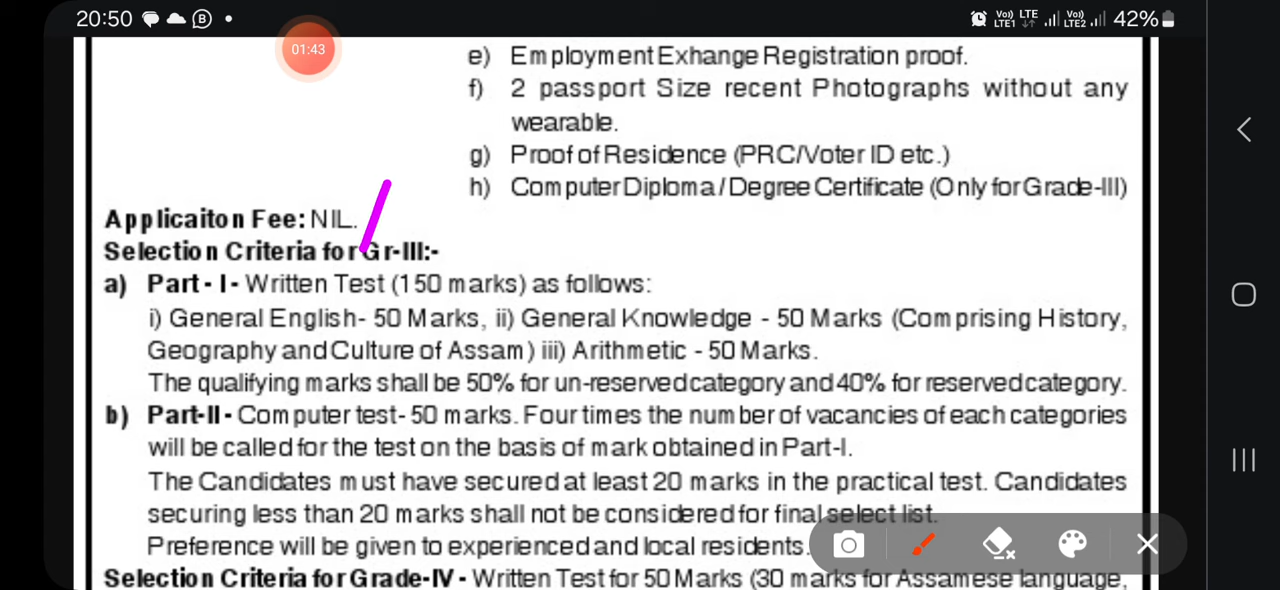 20:50 Vo) LTE1 LTE Vo) LTE2 42%
01:43
e) Employment Exhange Registration proof.
f) 2 passport Size recent Photographs without any
wearable.
g) Proof of Residence (PRC/Voter ID etc.)
h) Computer Diploma / Degree Certificate (Only for Grade-III)
Applicaiton Fee: NIL.
Selection Criteria for Gr-III:-
a) Part - I - Written Test (150 marks) as follows:
i) General English- 50 Marks, ii) General Knowledge - 50 Marks (Comprising History,
Geography and Culture of Assam) iii) Arithmetic - 50 Marks.
The qualifying marks shall be 50% for un-reserved category and 40% for reserved category.
b) Part-II - Computer test- 50 marks. Four times the number of vacancies of each categories
will be called for the test on the basis of mark obtained in Part-I.
The Candidates must have secured at least 20 marks in the practical test. Candidates
securing less than 20 marks shall not be considered for final select list.
Preference will be given to experienced and local residents.
Selection Criteria for Grade-IV - Written Test for 50 Marks (30 marks for Assamese language,